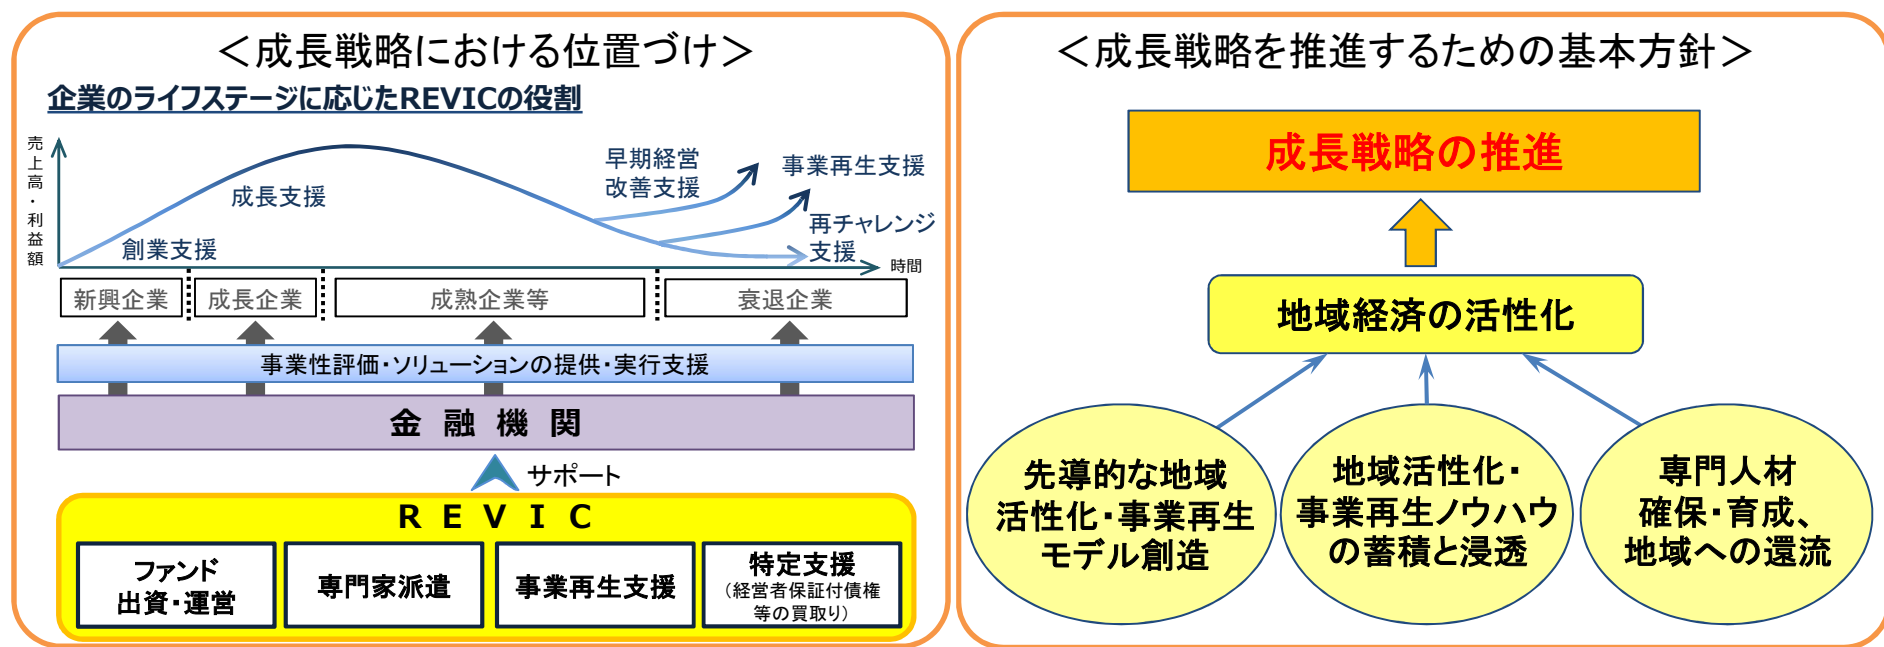 ＜成長戦略における位置づけ＞
企業のライフステージに応じたREVICの役割
売上高・利益額
早期経営
改善支援
事業再生支援
成長支援
再チャレンジ
支援
創業支援
時間
新興企業
成長企業
成熟企業等
衰退企業
事業性評価・ソリューションの提供・実行支援
金融機関
サポート
REVIC
ファンド
出資・運営
専門家派遣
事業再生支援
特定支援
（経営者保証付債権
等の買取り）
＜成長戦略を推進するための基本方針＞
成長戦略の推進
地域経済の活性化
先導的な地域
活性化・事業再生
モデル創造
地域活性化・
事業再生ノウハウ
の蓄積と浸透
専門人材
確保・育成、
地域への還流